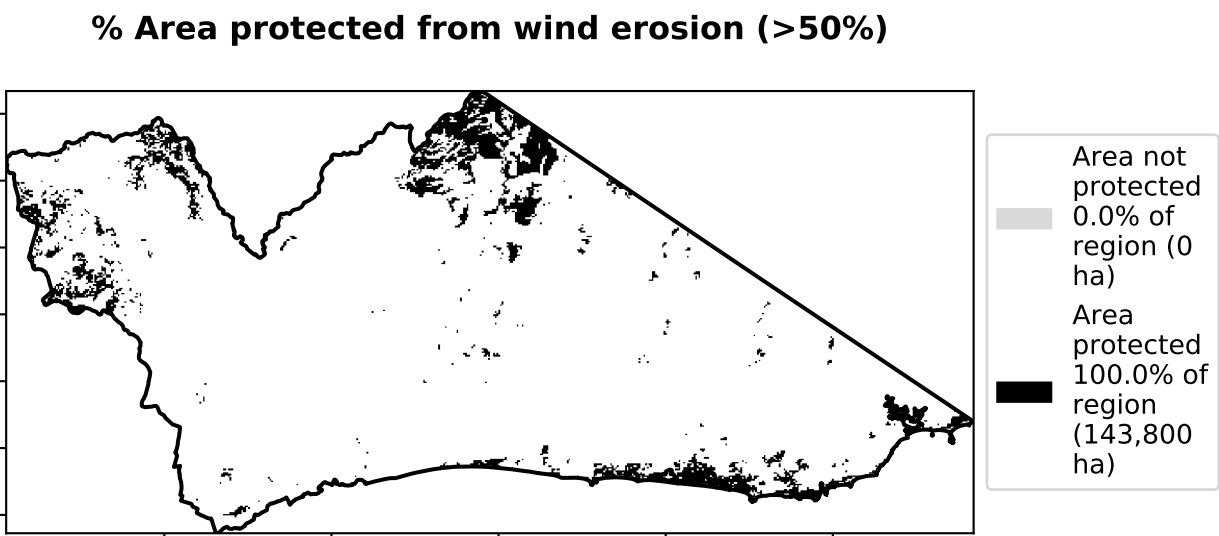 % Area protected from wind erosion (>50%)
Area not
protected
0.0% of
region (0
ha)
Area
protected
100.0% of
region
(143,800
ha)